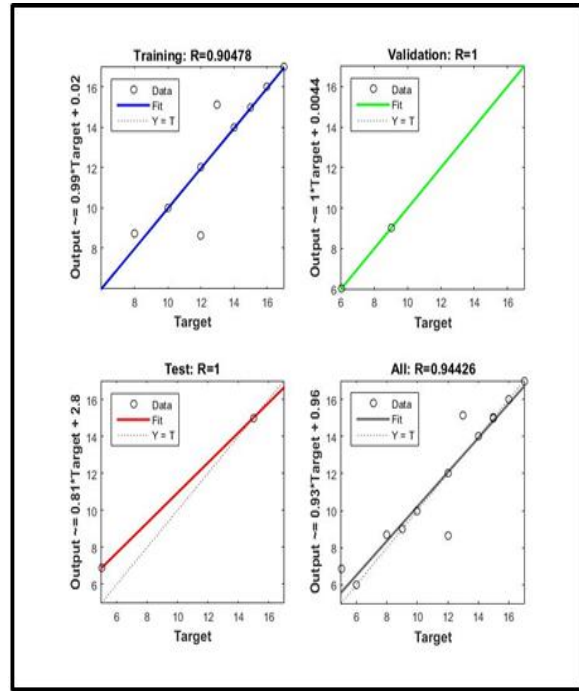 Training: R=0.90478
Output ~= 0.99*Target + 0.02
Data
Fit
Y = T
16
14
12
10
8
8 10 12 14 16
Target
Validation: R=1
Output ~= 1*Target + 0.0044
Data
Fit
Y = T
16
14
12
10
8
6
6 8 10 12 14 16
Target
Test: R=1
Output ~= 0.81*Target + 2.8
Data
Fit
Y = T
16
14
12
10
8
6
6 8 10 12 14 16
Target
All: R=0.94426
Output ~= 0.93*Target + 0.96
Data
Fit
Y = T
16
14
12
10
8
6
6 8 10 12 14 16
Target